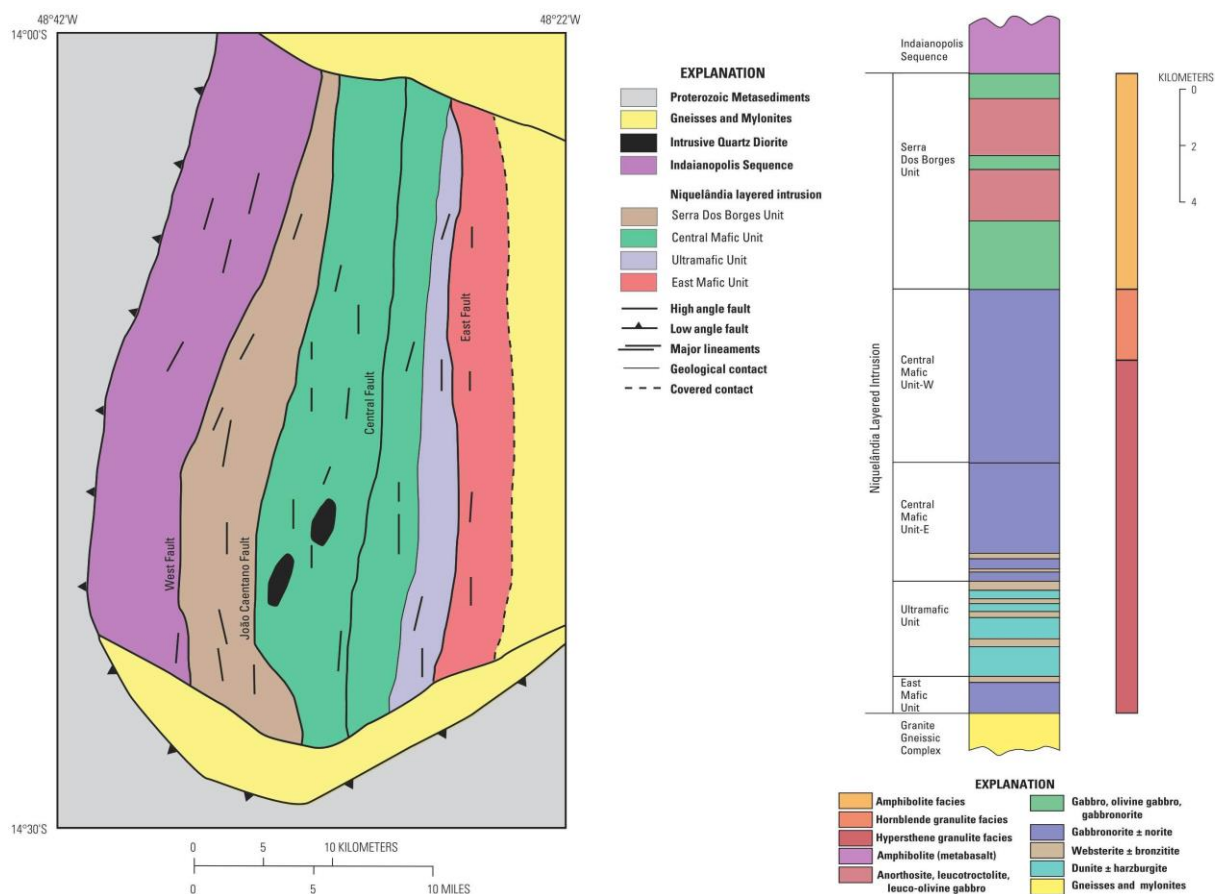 48°42'W
48°22'W
14°00'S
14°30'S
West Fault
João Caentano Fault
Central Fault
East Fault
0 5 10 KILOMETERS
0 5 10 MILES
EXPLANATION
Proterozoic Metasediments
Gneisses and Mylonites
Intrusive Quartz Diorite
Indaianopolis Sequence
Niquelândia layered intrusion
Serra Dos Borges Unit
Central Mafic Unit
Ultramafic Unit
East Mafic Unit
High angle fault
Low angle fault
Major lineaments
Geological contact
Covered contact
Indaianopolis
Sequence
Serra
Dos Borges
Unit
Niquelândia Layered Intrusion
Central
Mafic
Unit-W
Central
Mafic
Unit-E
Ultramafic
Unit
East
Mafic
Unit
Granite
Gneissic
Complex
KILOMETERS
0
2
4
EXPLANATION
Amphibolite facies
Hornblende granulite facies
Hypersthene granulite facies
Amphibolite (metabasalt)
Anorthosite, leucotroctolite,
leuco-olivine gabbro
Gabbro, olivine gabbro,
gabbronorite
Gabbronorite ± norite
Websterite ± bronzitite
Dunite ± harzburgite
Gneisses and mylonites